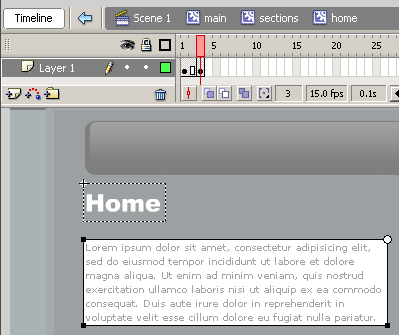 Timeline Scene 1 main sections home
1 5 10 15 20 25
Layer 1
3 15.0 fps 0.1s
Home
Lorem ipsum dolor sit amet, consectetur adipisicing elit,
sed do eiusmod tempor incididunt ut labore et dolore
magna aliqua. Ut enim ad minim veniam, quis nostrud
exercitation ullamco laboris nisi ut aliquip ex ea commodo
consequat. Duis aute irure dolor in reprehenderit in
voluptate velit esse cillum dolore eu fugiat nulla pariatur.